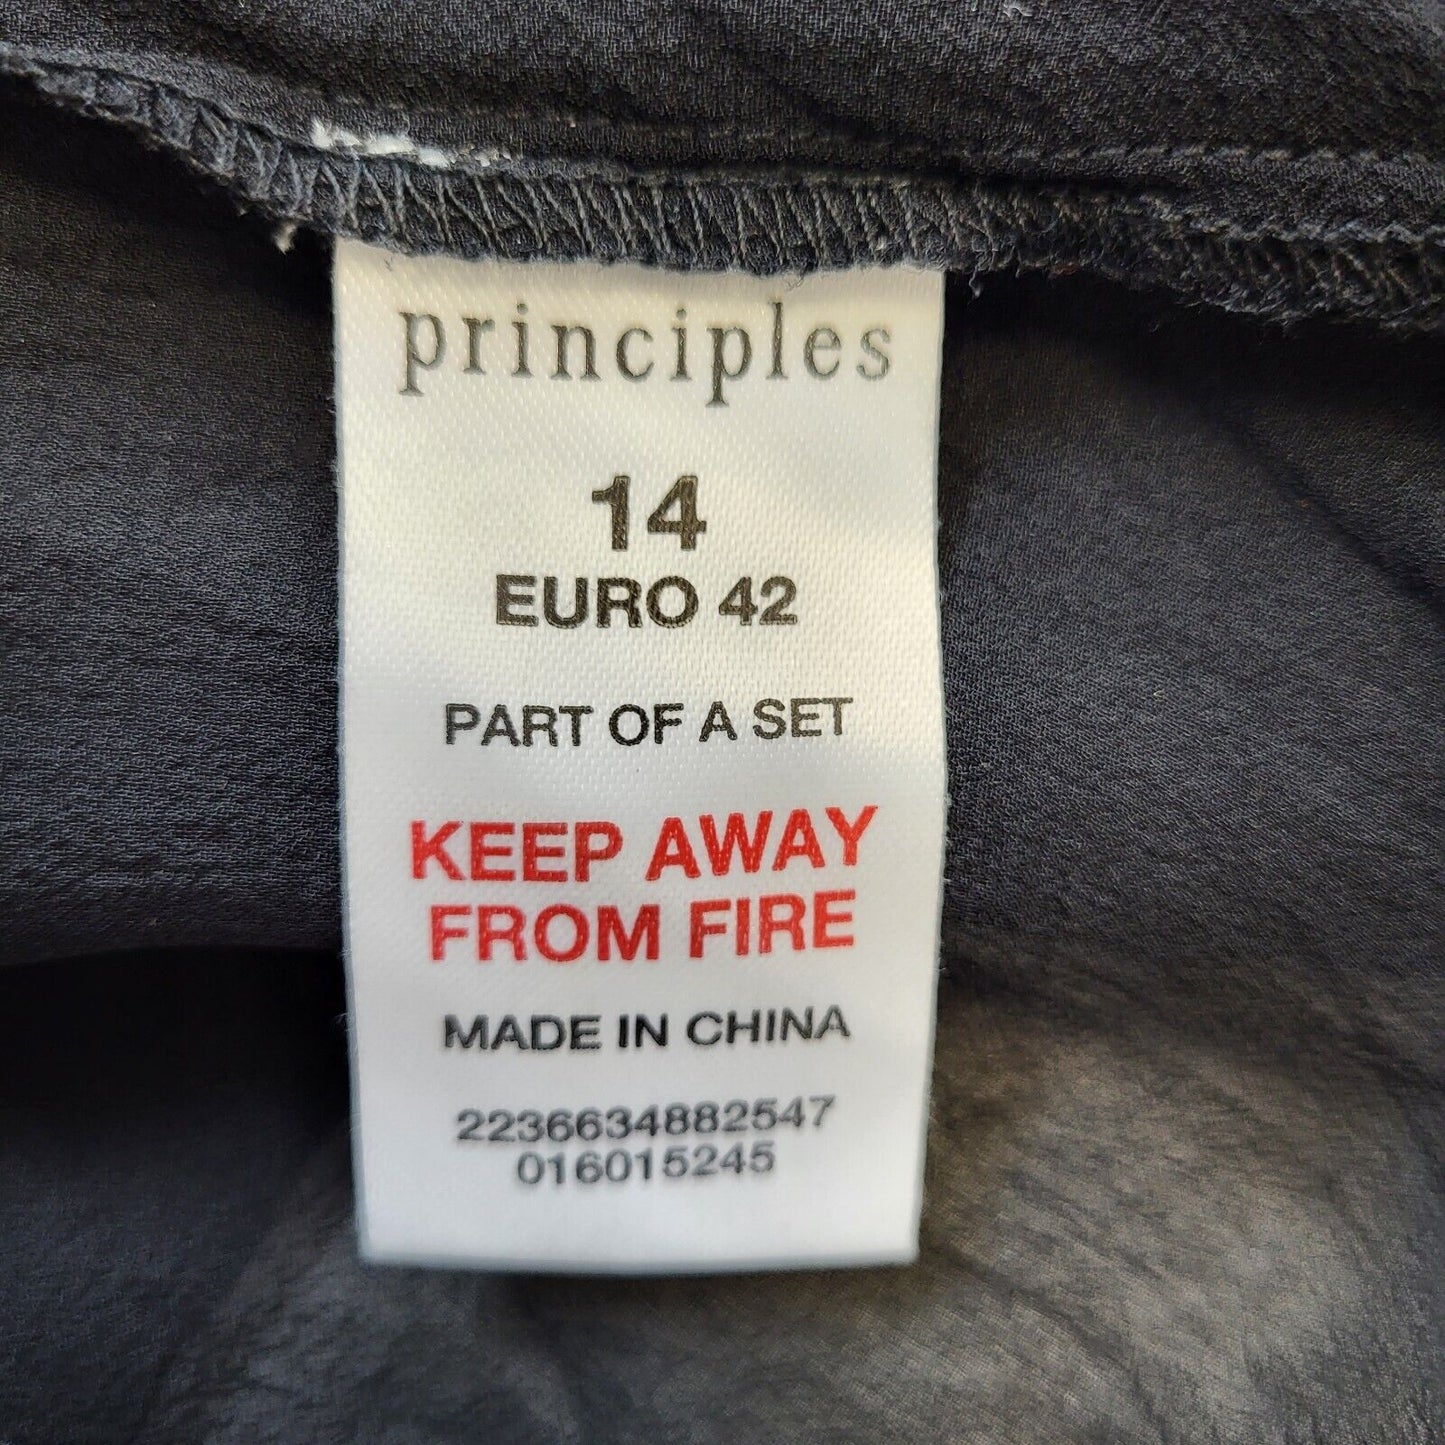 principles
14
EURO 42
PART OF A SET
KEEP AWAY
FROM FIRE
MADE IN CHINA
2236634882547
016015245